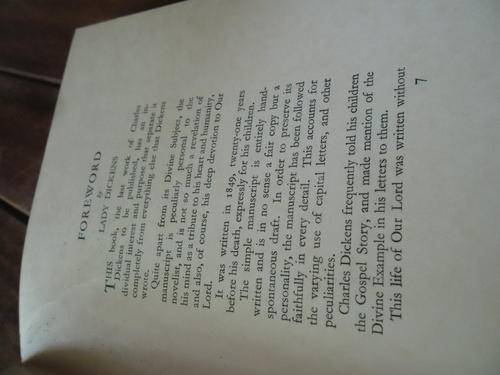 FOREWORD
by
LADY DICKENS
THIS book, the last work of Charles
Dickens to be published, has an in-
dividual interest and purpose that separate it
completely from everything else that Dickens
wrote.
Quite apart from its Divine Subject, the
manuscript is peculiarly personal to the
novelist, and is not so much a revelation of
his mind as a tribute to his heart and humanity,
and also, of course, his deep devotion to Our
Lord.
It was written in 1849, twenty-one years
before his death, expressly for his children.
The simple manuscript is entirely hand-
written and is in no sense a fair copy but a
spontaneous draft. In order to preserve its
personality, the manuscript has been followed
faithfully in every detail. This accounts for
the varying use of capital letters, and other
peculiarities.
Charles Dickens frequently told his children
the Gospel Story, and made mention of the
Divine Example in his letters to them.
This life of Our Lord was written without
7